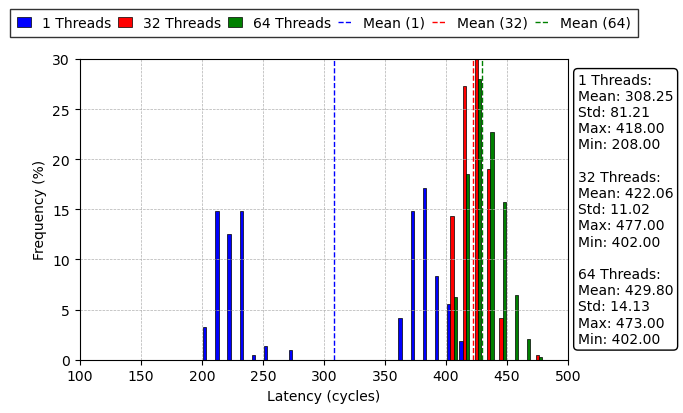 1 Threads 32 Threads 64 Threads Mean (1) Mean (32) Mean (64)
30
25
20
15
10
5
0
Frequency (%)
100 150 200 250 300 350 400 450 500
Latency (cycles)
1 Threads:
Mean: 308.25
Std: 81.21
Max: 418.00
Min: 208.00
32 Threads:
Mean: 422.06
Std: 11.02
Max: 477.00
Min: 402.00
64 Threads:
Mean: 429.80
Std: 14.13
Max: 473.00
Min: 402.00